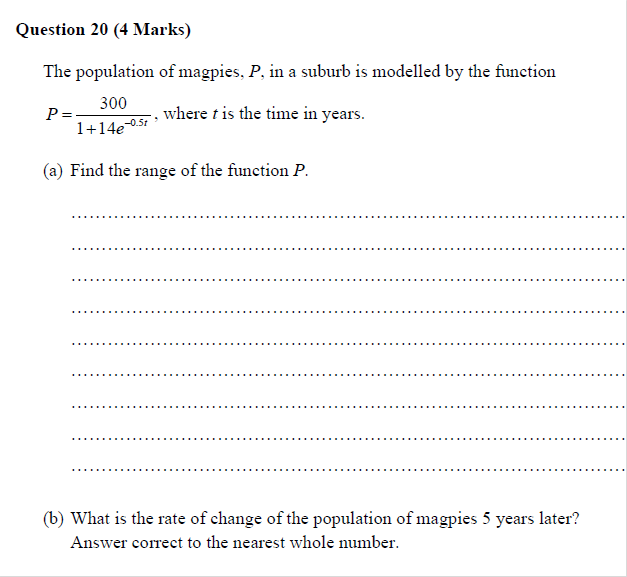 Question 20 (4 Marks)
The population of magpies, P, in a suburb is modelled by the function
P = 300 / (1+14e^(−0.5t)) , where t is the time in years.
(a) Find the range of the function P.
(b) What is the rate of change of the population of magpies 5 years later?
Answer correct to the nearest whole number.